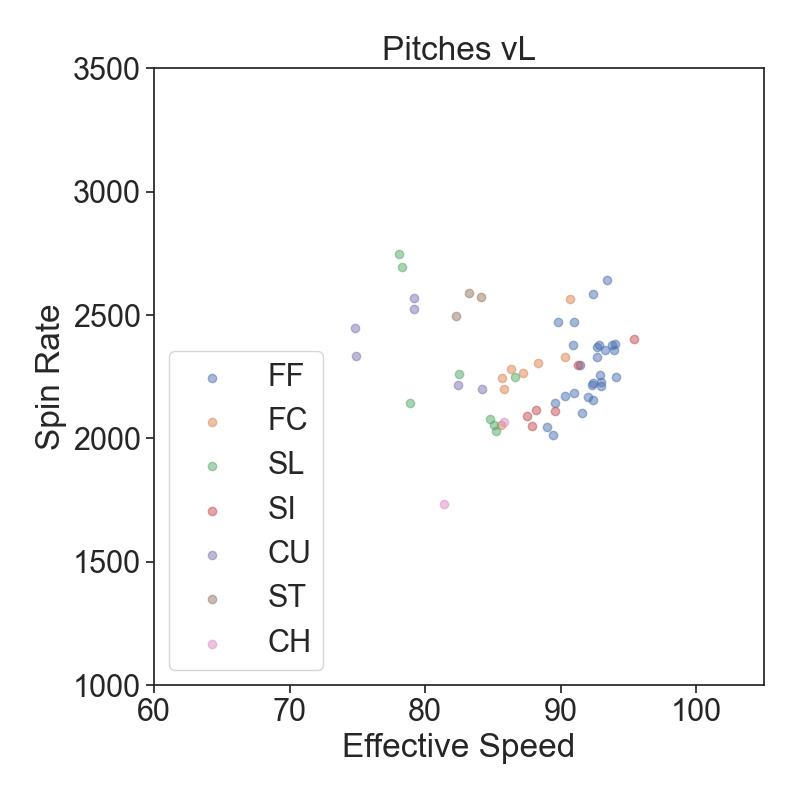 Pitches vL
3500
3000
2500
2000
1500
1000
Spin Rate
FF
FC
SL
SI
CU
ST
CH
60 70 80 90 100
Effective Speed